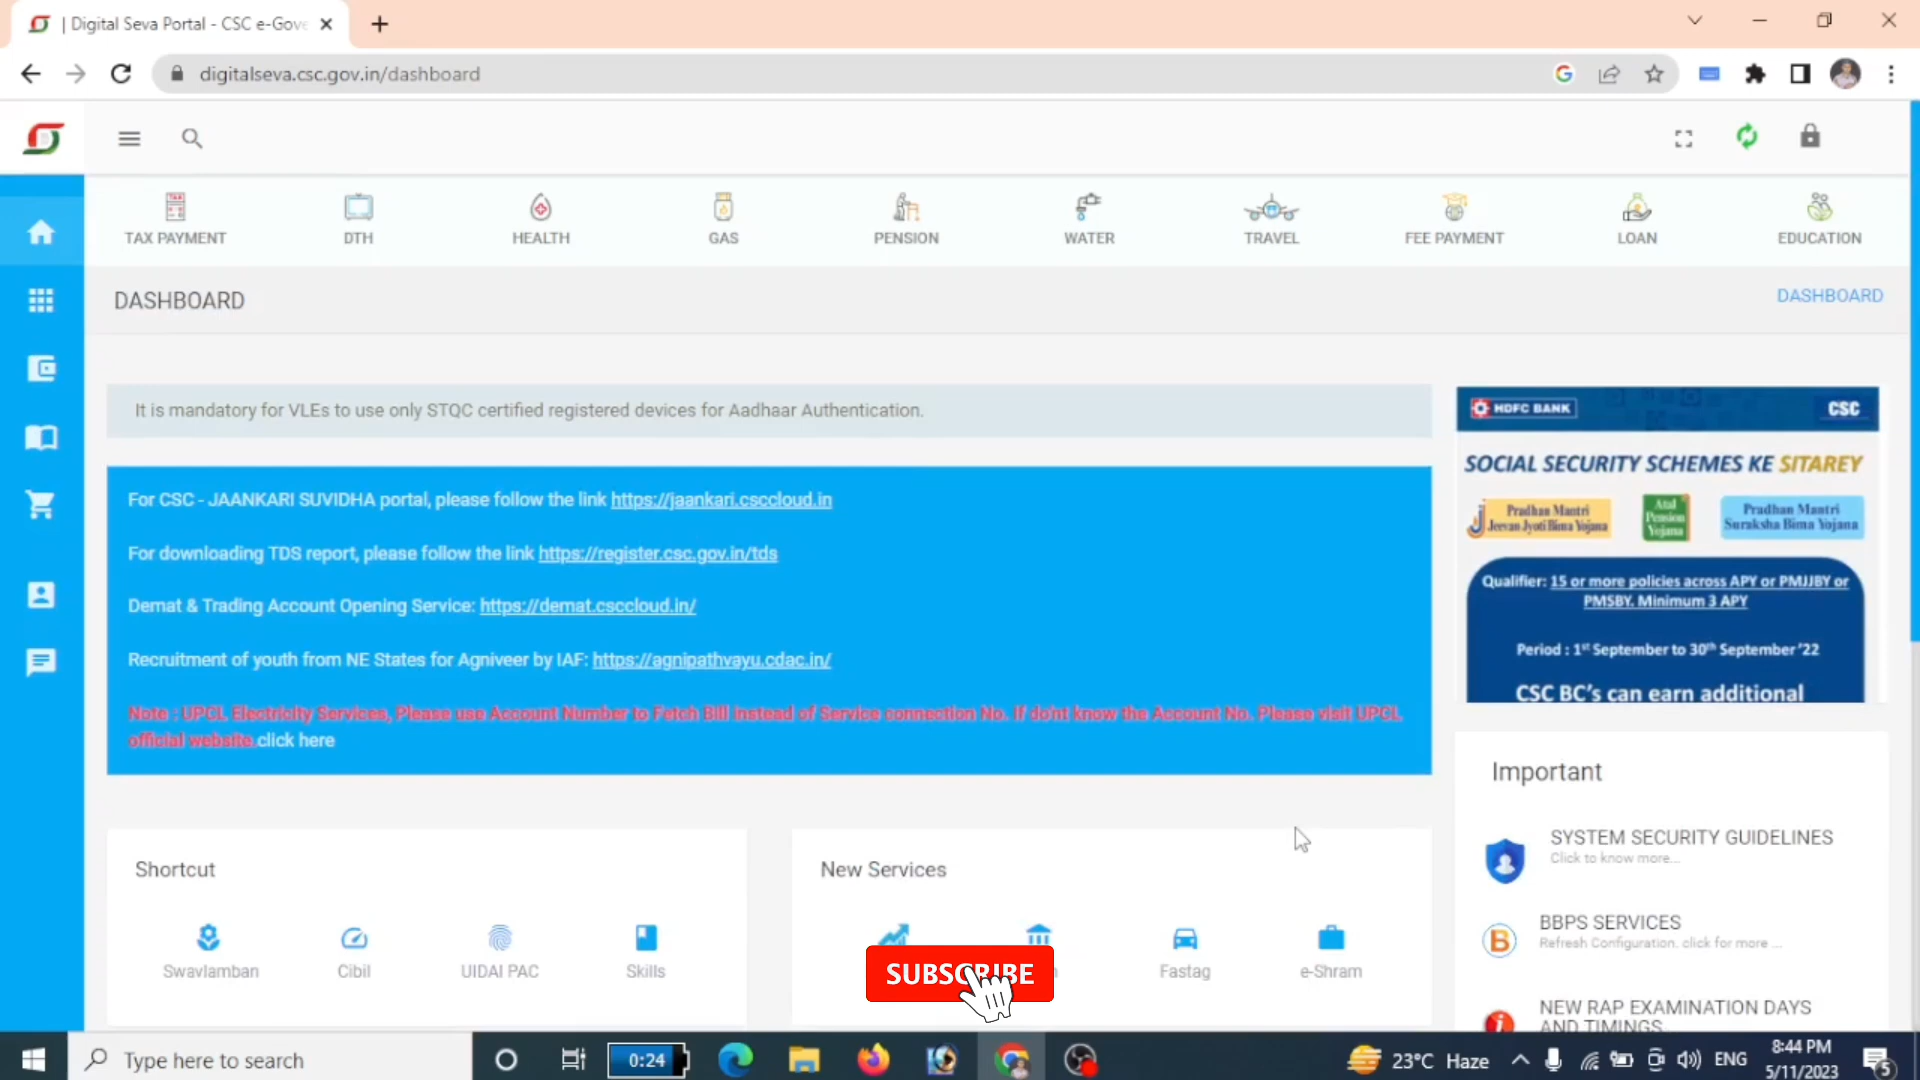 | Digital Seva Portal - CSC e-Gove
digitalseva.csc.gov.in/dashboard
TAX PAYMENT
DTH
HEALTH
GAS
PENSION
WATER
TRAVEL
FEE PAYMENT
LOAN
EDUCATION
DASHBOARD
DASHBOARD
It is mandatory for VLEs to use only STQC certified registered devices for Aadhaar Authentication.
For CSC - JAANKARI SUVIDHA portal, please follow the link https://jaankari.csccloud.in
For downloading TDS report, please follow the link https://register.csc.gov.in/tds
Demat & Trading Account Opening Service: https://demat.csccloud.in/
Recruitment of youth from NE States for Agniveer by IAF: https://agnipathvayu.cdac.in/
Note : UPCL Electricity Services, Please use Account Number to Fetch Bill instead of Service connection No. If do'nt know the Account No. Please visit UPCL
official website.click here
HDFC BANK
CSC
SOCIAL SECURITY SCHEMES KE SITAREY
Pradhan Mantri
Jeevan Jyoti Bima Yojana
Atal
Pension
Yojana
Pradhan Mantri
Suraksha Bima Yojana
Qualifier: 15 or more policies across APY or PMJJBY or
PMSBY. Minimum 3 APY
Period : 1st September to 30th September '22
CSC BC's can earn additional
Important
SYSTEM SECURITY GUIDELINES
Click to know more...
BBPS SERVICES
Refresh Configuration. click for more ...
NEW RAP EXAMINATION DAYS
AND TIMINGS
Shortcut
Swavlamban
Cibil
UIDAI PAC
Skills
New Services
Fastag
e-Shram
SUBSCRIBE
Type here to search
0:24
23°C Haze
ENG
8:44 PM
5/11/2023
5